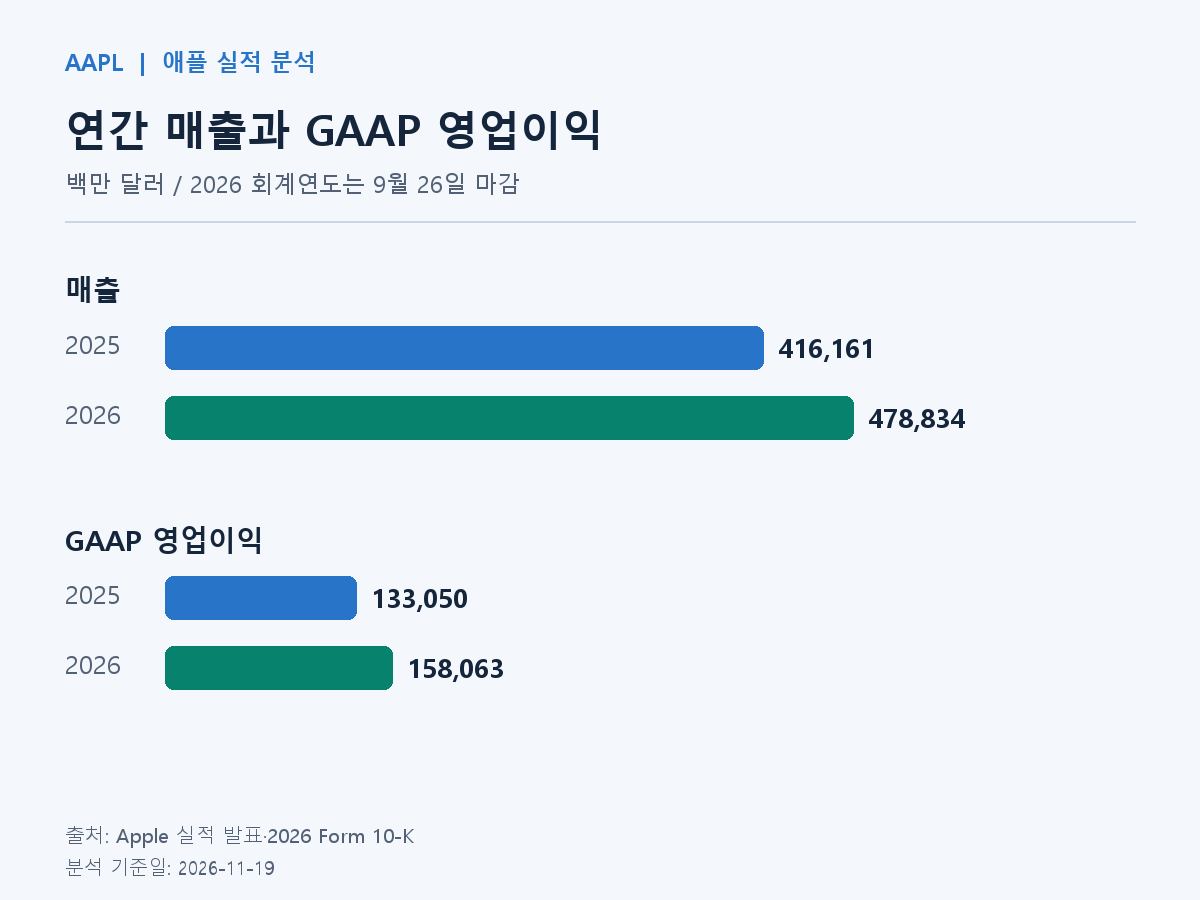 AAPL | 애플 실적 분석
연간 매출과 GAAP 영업이익
백만 달러 / 2026 회계연도는 9월 26일 마감
매출
2025 416,161
2026 478,834
GAAP 영업이익
2025 133,050
2026 158,063
출처: Apple 실적 발표·2026 Form 10-K
분석 기준일: 2026-11-19